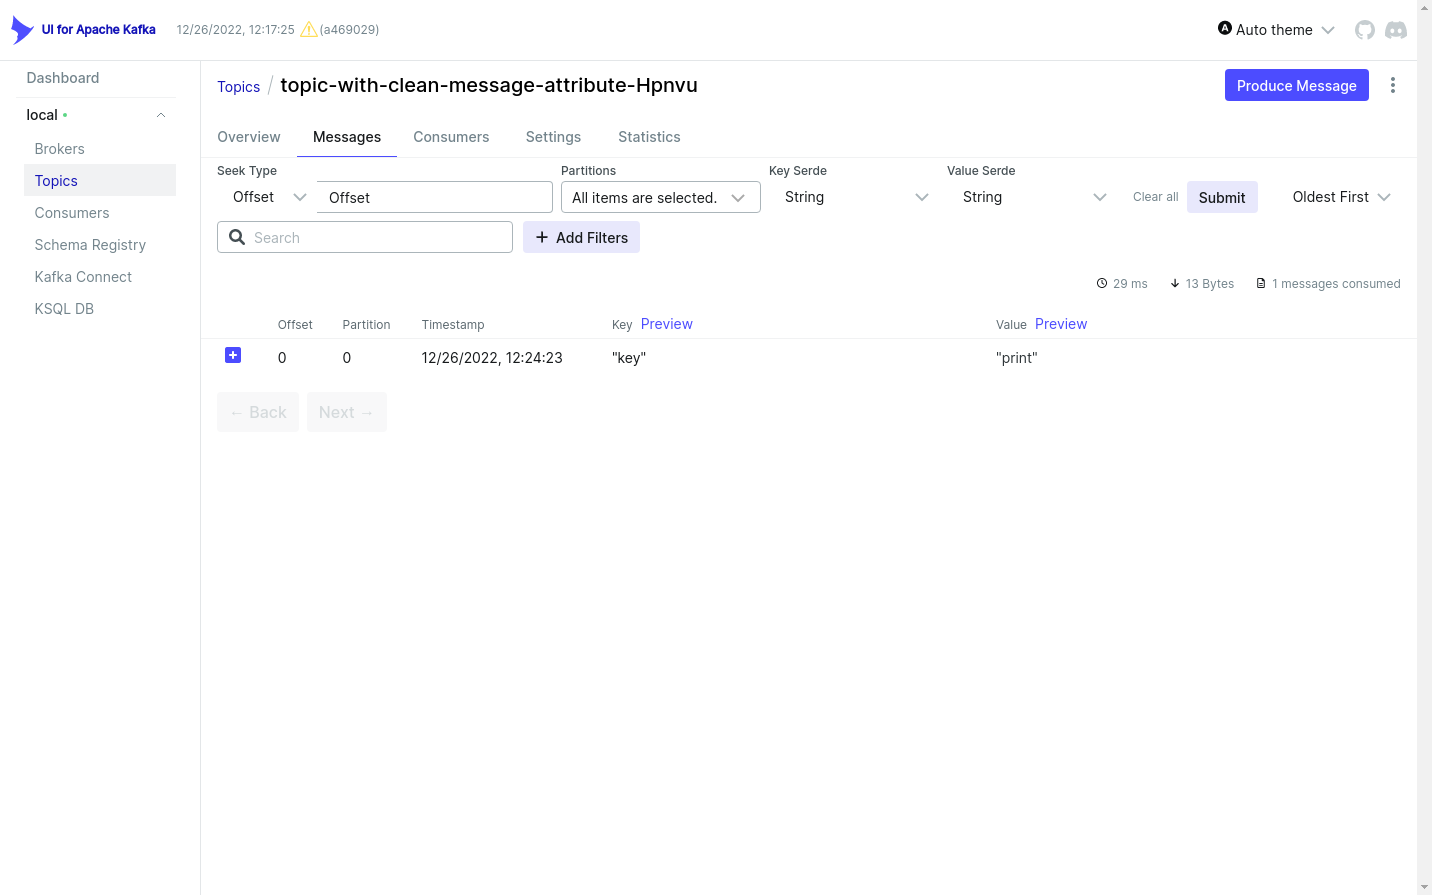 UI for Apache Kafka 12/26/2022, 12:17:25 (a469029) A Auto theme
Dashboard
local
Brokers
Topics
Consumers
Schema Registry
Kafka Connect
KSQL DB
Topics / topic-with-clean-message-attribute-Hpnvu Produce Message
Overview Messages Consumers Settings Statistics
Seek Type Partitions Key Serde Value Serde
Offset Offset All items are selected. String String Clear all Submit Oldest First
Search + Add Filters
29 ms 13 Bytes 1 messages consumed
Offset Partition Timestamp Key Preview Value Preview
0 0 12/26/2022, 12:24:23 "key" "print"
← Back Next →